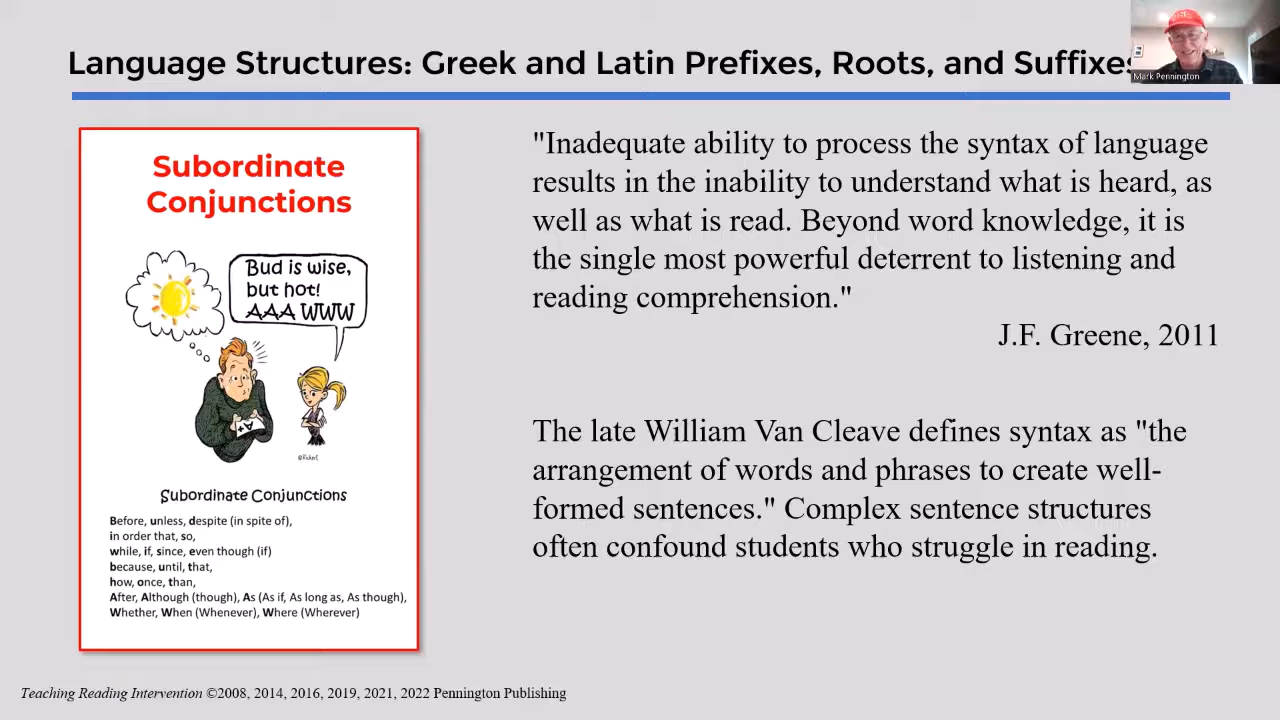 Language Structures: Greek and Latin Prefixes, Roots, and Suffixes
Mark Pennington
Subordinate
Conjunctions
Bud is wise,
but hot!
AAA WWW
A+
Subordinate Conjunctions
Before, unless, despite (in spite of),
in order that, so,
while, if, since, even though (if)
because, until, that,
how, once, than,
After, Although (though), As (As if, As long as, As though),
Whether, When (Whenever), Where (Wherever)
"Inadequate ability to process the syntax of language
results in the inability to understand what is heard, as
well as what is read. Beyond word knowledge, it is
the single most powerful deterrent to listening and
reading comprehension."
J.F. Greene, 2011
The late William Van Cleave defines syntax as "the
arrangement of words and phrases to create well-
formed sentences." Complex sentence structures
often confound students who struggle in reading.
Teaching Reading Intervention ©2008, 2014, 2016, 2019, 2021, 2022 Pennington Publishing